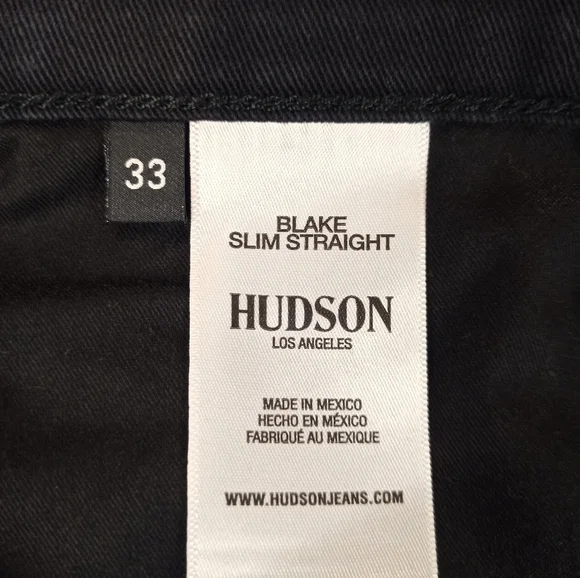 33
BLAKE
SLIM STRAIGHT
HUDSON
LOS ANGELES
MADE IN MEXICO
HECHO EN MÉXICO
FABRIQUÉ AU MEXIQUE
WWW.HUDSONJEANS.COM